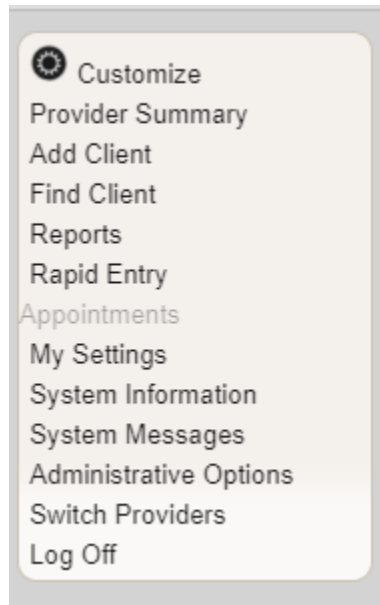 Customize
Provider Summary
Add Client
Find Client
Reports
Rapid Entry
Appointments
My Settings
System Information
System Messages
Administrative Options
Switch Providers
Log Off